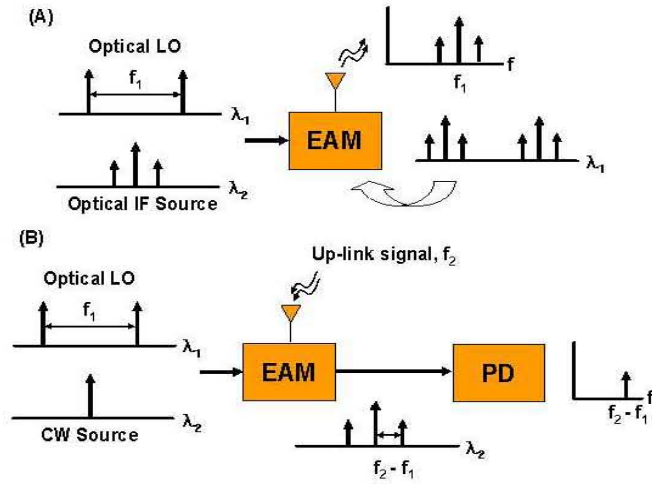 (A)
Optical LO
f₁
λ₁
λ₂
Optical IF Source
EAM
f₁
f
λ₁
(B)
Optical LO
f₁
λ₁
λ₂
CW Source
Up-link signal, f₂
EAM
PD
λ₂
f₂ - f₁
f
f₂ - f₁